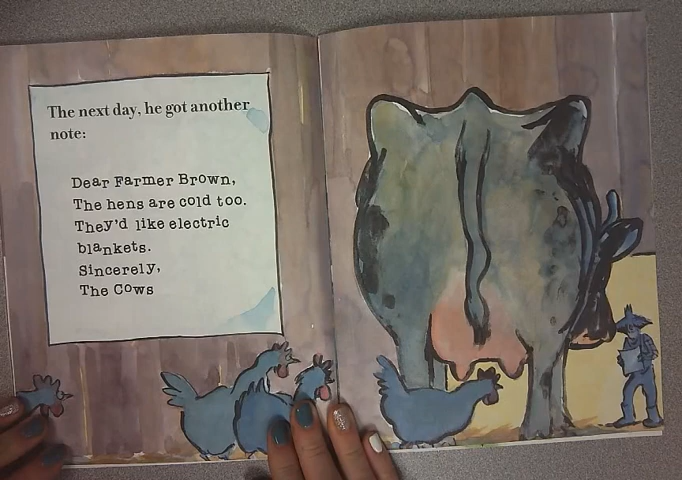 The next day, he got another
note:
Dear Farmer Brown,
The hens are cold too.
They'd like electric
blankets.
Sincerely,
The Cows